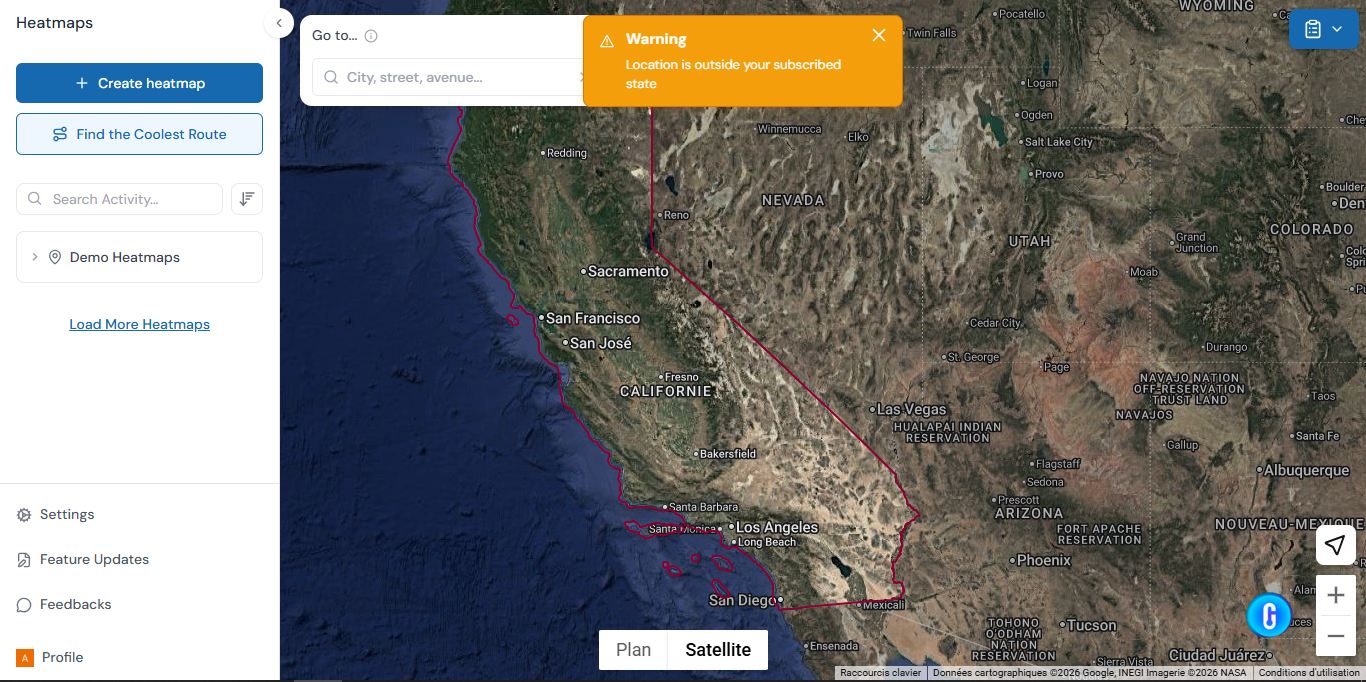 Heatmaps
Create heatmap
Find the Coolest Route
Search Activity...
Demo Heatmaps
Load More Heatmaps
Settings
Feature Updates
Feedbacks
A
Profile
Go to...
City, street, avenue...
Warning
Location is outside your subscribed
state
WYOMING
Pocatello
Twin Falls
Logan
Ogden
Winnemucca
Elko
Salt Lake City
Provo
Redding
Boulder
NEVADA
Reno
UTAH
COLORADO
Grand
Junction
Sacramento
Moab
San Francisco
Cedar City
San José
St. George
Durango
Page
Fresno
CALIFORNIE
NAVAJO NATION
OFF-RESERVATION
TRUST LAND
Taos
Las Vegas
NAVAJOS
HUALAPAI INDIAN
RESERVATION
Santa Fe
Gallup
Bakersfield
Flagstaff
Albuquerque
Sedona
Prescott
Santa Barbara
ARIZONA
NOUVEAU-MEXIQUE
Santa Monica
Los Angeles
FORT APACHE
RESERVATION
Long Beach
Phoenix
San Diego
Mexicali
TOHONO
O'ODHAM
NATION
RESERVATION
Tucson
Ensenada
Sierra Vista
Ciudad Juárez
G
Plan
Satellite
Raccourcis clavier
Données cartographiques ©2026 Google, INEGI Imagerie ©2026 NASA
Conditions d'utilisation